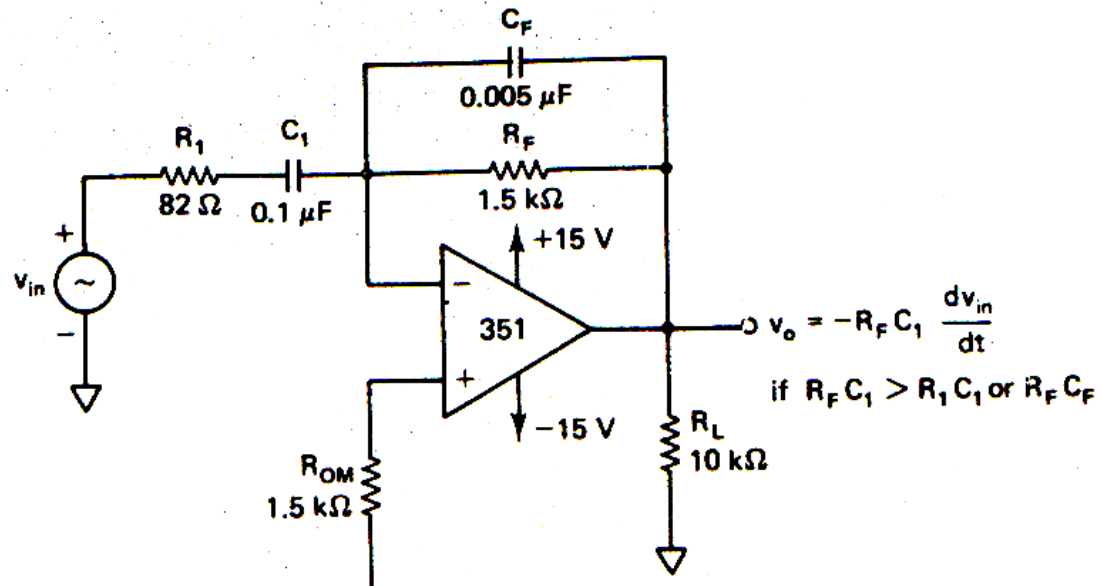 C_F
0.005 μF
R_1
C_1
R_F
82 Ω
0.1 μF
1.5 kΩ
+15 V
+
v_in
~
−
−
351
v_o = −R_F C_1 dv_in/dt
+
if R_F C_1 > R_1 C_1 or R_F C_F
−15 V
R_L
10 kΩ
R_OM
1.5 kΩ